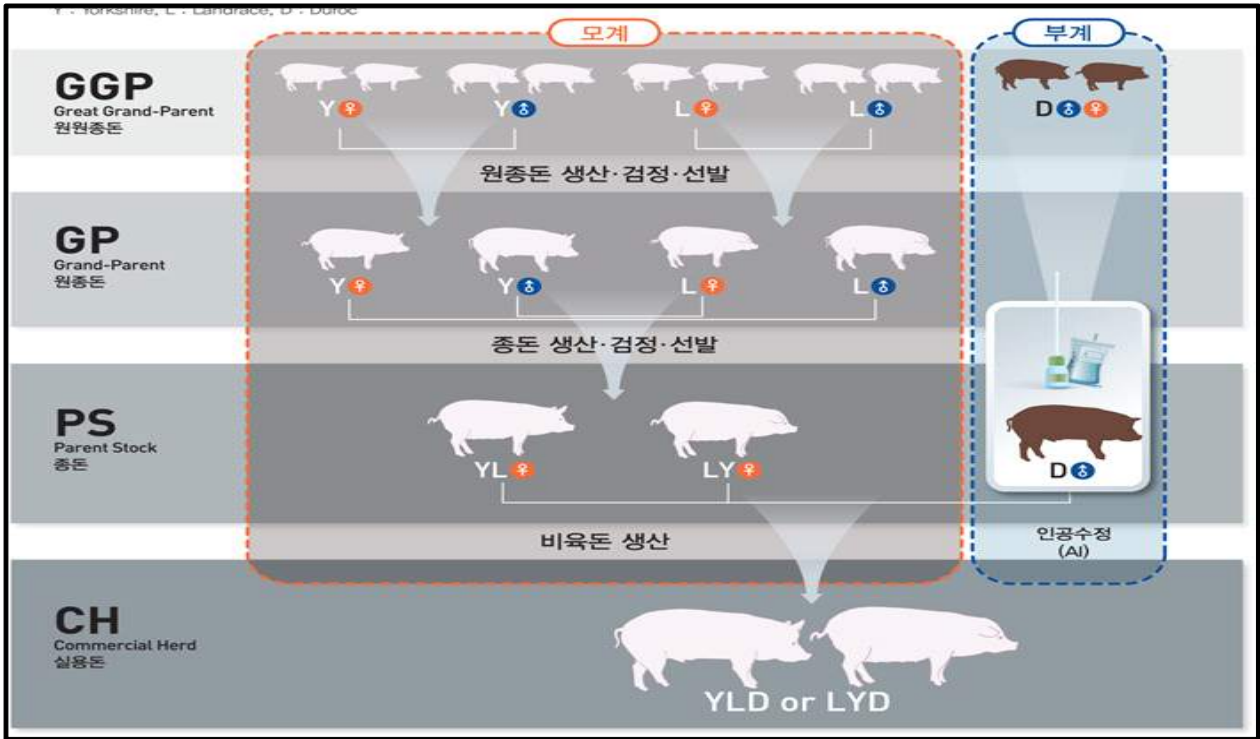 Y : Yorkshire, L : Landrace, D : Duroc
모계
부계
GGP
Great Grand-Parent
원원종돈
Y♀
Y♂
L♀
L♂
D♂♀
원종돈 생산·검정·선발
GP
Grand-Parent
원종돈
Y♀
Y♂
L♀
L♂
종돈 생산·검정·선발
PS
Parent Stock
종돈
YL♀
LY♀
D♂
비육돈 생산
인공수정
(AI)
CH
Commercial Herd
실용돈
YLD or LYD